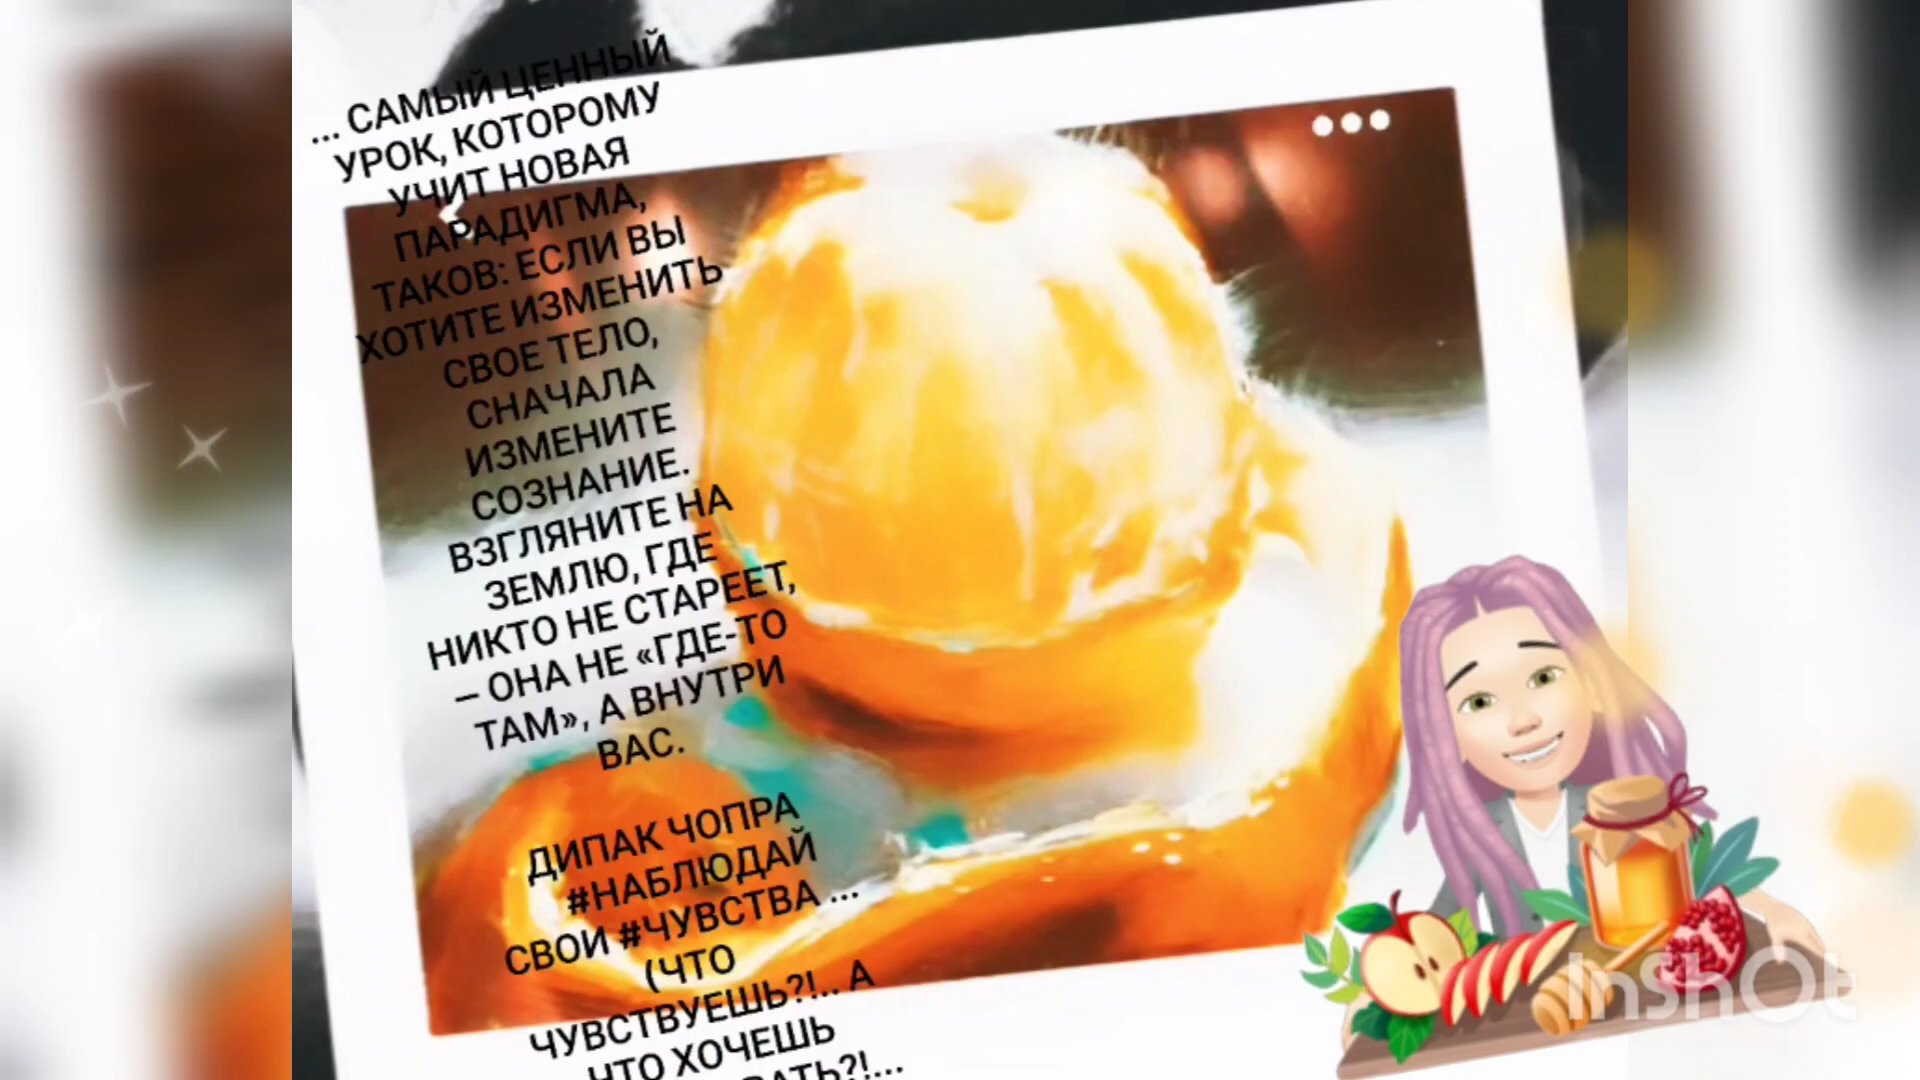 ... САМЫЙ ЦЕННЫЙ
УРОК, КОТОРОМУ
УЧИТ НОВАЯ
ПАРАДИГМА,
ТАКОВ: ЕСЛИ ВЫ
ХОТИТЕ ИЗМЕНИТЬ
СВОЕ ТЕЛО,
СНАЧАЛА
ИЗМЕНИТЕ
СОЗНАНИЕ.
ВЗГЛЯНИТЕ НА
ЗЕМЛЮ, ГДЕ
НИКТО НЕ СТАРЕЕТ,
– ОНА НЕ «ГДЕ-ТО
ТАМ», А ВНУТРИ
ВАС.
ДИПАК ЧОПРА
#НАБЛЮДАЙ
СВОИ #ЧУВСТВА ...
(ЧТО
ЧУВСТВУЕШЬ?!.. А
ЧТО ХОЧЕШЬ
InShOt